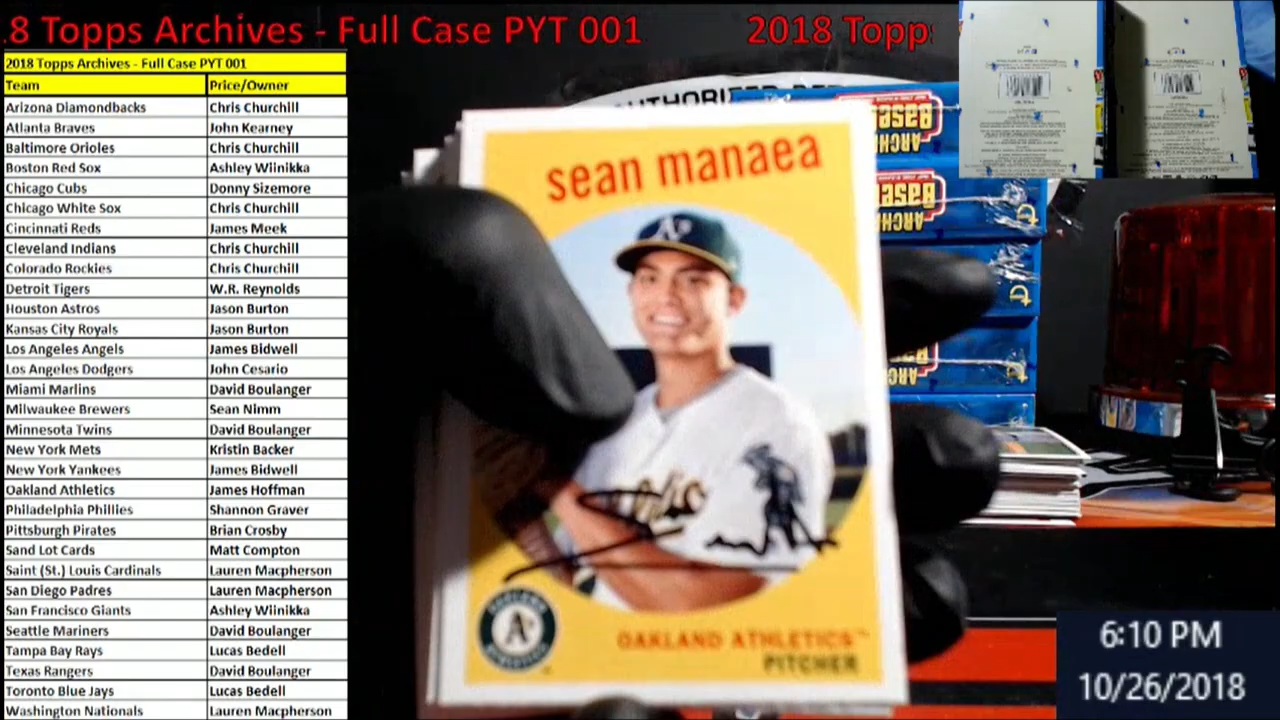 .8 Topps Archives - Full Case PYT 001 2018 Topp
2018 Topps Archives - Full Case PYT 001
Team Price/Owner
Arizona Diamondbacks Chris Churchill
Atlanta Braves John Kearney
Baltimore Orioles Chris Churchill
Boston Red Sox Ashley Wiinikka
Chicago Cubs Donny Sizemore
Chicago White Sox Chris Churchill
Cincinnati Reds James Meek
Cleveland Indians Chris Churchill
Colorado Rockies Chris Churchill
Detroit Tigers W.R. Reynolds
Houston Astros Jason Burton
Kansas City Royals Jason Burton
Los Angeles Angels James Bidwell
Los Angeles Dodgers John Cesario
Miami Marlins David Boulanger
Milwaukee Brewers Sean Nimm
Minnesota Twins David Boulanger
New York Mets Kristin Backer
New York Yankees James Bidwell
Oakland Athletics James Hoffman
Philadelphia Phillies Shannon Graver
Pittsburgh Pirates Brian Crosby
Sand Lot Cards Matt Compton
Saint (St.) Louis Cardinals Lauren Macpherson
San Diego Padres Lauren Macpherson
San Francisco Giants Ashley Wiinikka
Seattle Mariners David Boulanger
Tampa Bay Rays Lucas Bedell
Texas Rangers David Boulanger
Toronto Blue Jays Lucas Bedell
Washington Nationals Lauren Macpherson
AUTHORIZED
sean manaea
A's
OAKLAND ATHLETICS™
PITCHER
ARCH
Base
ARCHA
Base
6:10 PM
10/26/2018